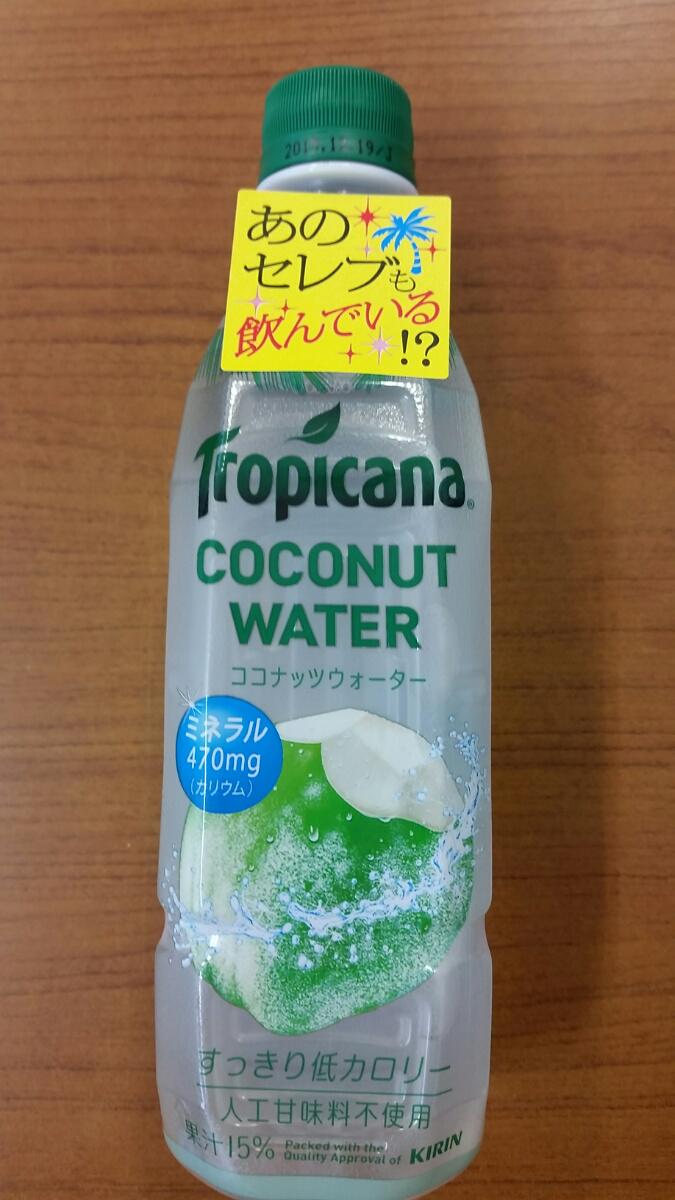 あの
セレブも
飲んでいる
!?
Tropicana®
COCONUT
WATER
ココナッツウォーター
ミネラル
470mg
(カリウム)
すっきり低カロリー
人工甘味料不使用
果汁15% Packed with the
Quality Approval of KIRIN